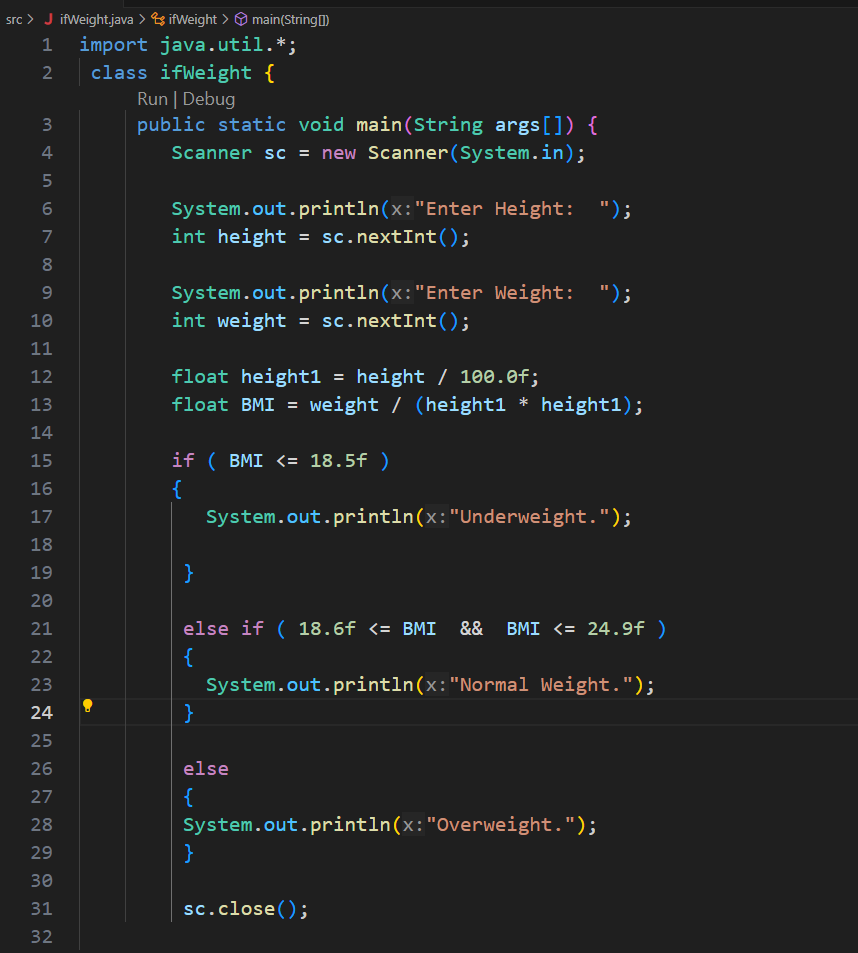 src > J ifWeight.java > ifWeight > main(String[])
1 import java.util.*;
2 class ifWeight {
Run | Debug
3 public static void main(String args[]) {
4 Scanner sc = new Scanner(System.in);
5
6 System.out.println(x:"Enter Height:  ");
7 int height = sc.nextInt();
8
9 System.out.println(x:"Enter Weight:  ");
10 int weight = sc.nextInt();
11
12 float height1 = height / 100.0f;
13 float BMI = weight / (height1 * height1);
14
15 if ( BMI <= 18.5f )
16 {
17 System.out.println(x:"Underweight.");
18
19 }
20
21 else if ( 18.6f <= BMI  &&  BMI <= 24.9f )
22 {
23 System.out.println(x:"Normal Weight.");
24 }
25
26 else
27 {
28 System.out.println(x:"Overweight.");
29 }
30
31 sc.close();
32